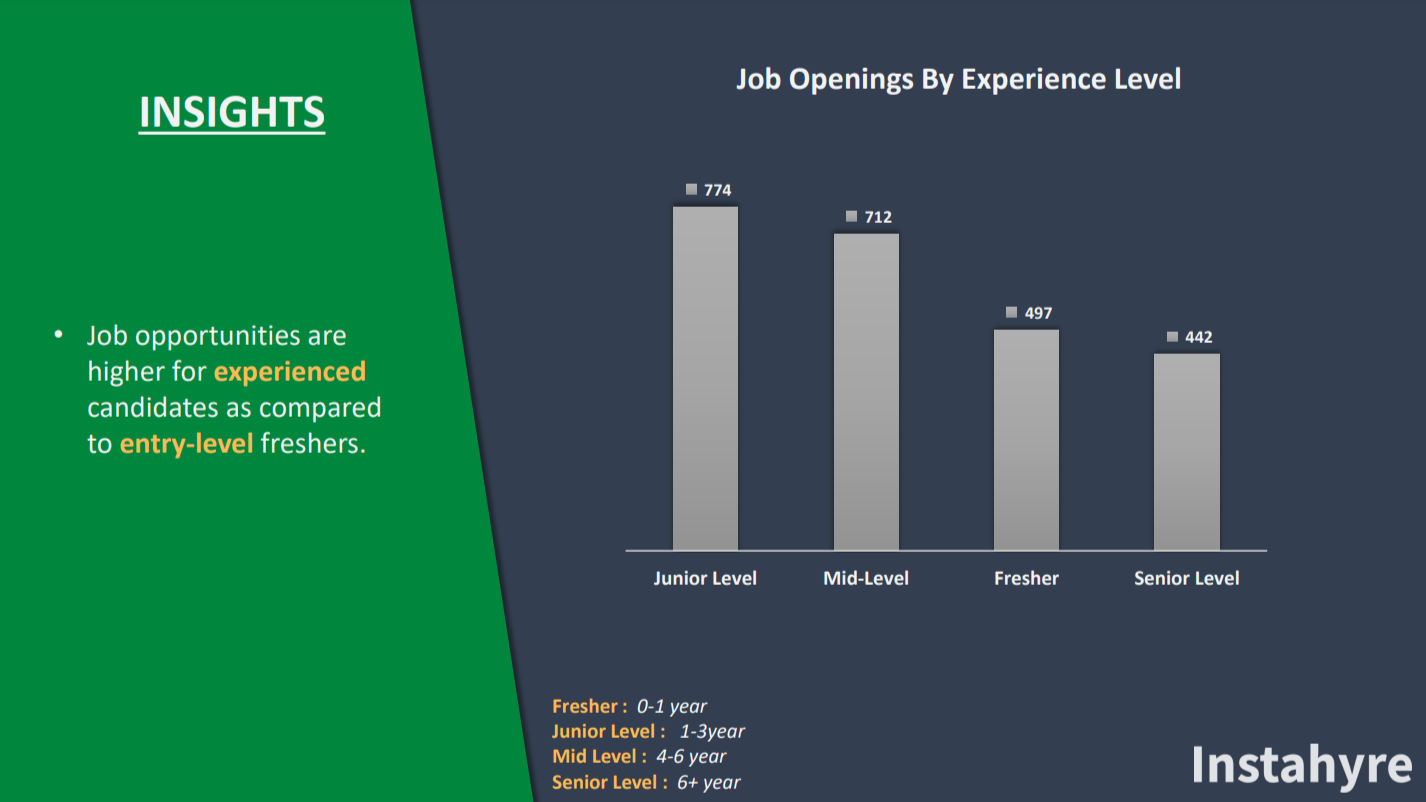 INSIGHTS
• Job opportunities are
higher for experienced
candidates as compared
to entry-level freshers.
Job Openings By Experience Level
774
712
497
442
Junior Level
Mid-Level
Fresher
Senior Level
Fresher : 0-1 year
Junior Level : 1-3year
Mid Level : 4-6 year
Senior Level : 6+ year
Instahyre